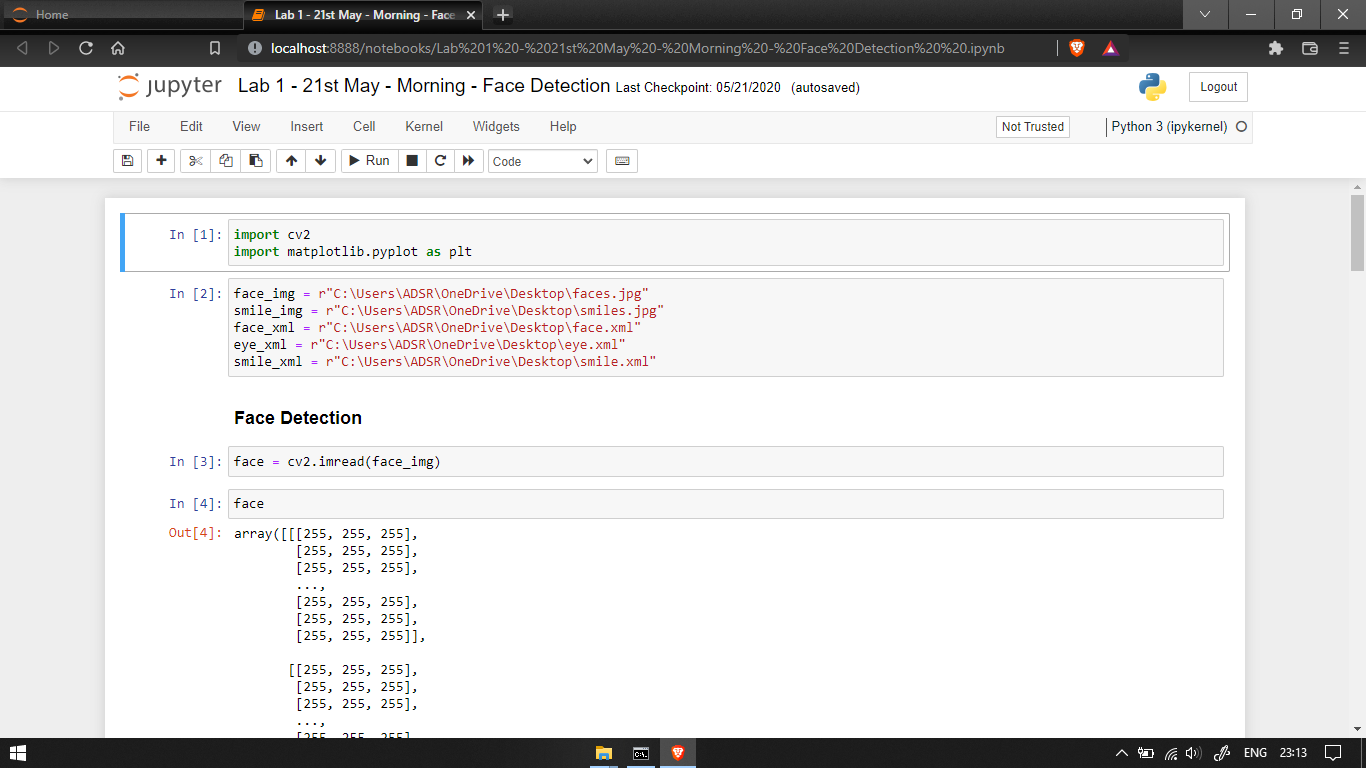 Home
Lab 1 - 21st May - Morning - Face
localhost:8888/notebooks/Lab%201%20-%2021st%20May%20-%20Morning%20-%20Face%20Detection%20%20.ipynb
jupyter Lab 1 - 21st May - Morning - Face Detection Last Checkpoint: 05/21/2020 (autosaved)
Logout
File Edit View Insert Cell Kernel Widgets Help
Not Trusted
Python 3 (ipykernel)
Run
Code
In [1]: import cv2
import matplotlib.pyplot as plt
In [2]: face_img = r"C:\Users\ADSR\OneDrive\Desktop\faces.jpg"
smile_img = r"C:\Users\ADSR\OneDrive\Desktop\smiles.jpg"
face_xml = r"C:\Users\ADSR\OneDrive\Desktop\face.xml"
eye_xml = r"C:\Users\ADSR\OneDrive\Desktop\eye.xml"
smile_xml = r"C:\Users\ADSR\OneDrive\Desktop\smile.xml"
Face Detection
In [3]: face = cv2.imread(face_img)
In [4]: face
Out[4]: array([[[255, 255, 255],
[255, 255, 255],
[255, 255, 255],
...,
[255, 255, 255],
[255, 255, 255],
[255, 255, 255]],
[[255, 255, 255],
[255, 255, 255],
[255, 255, 255],
...,
[255, 255, 255],
ENG 23:13